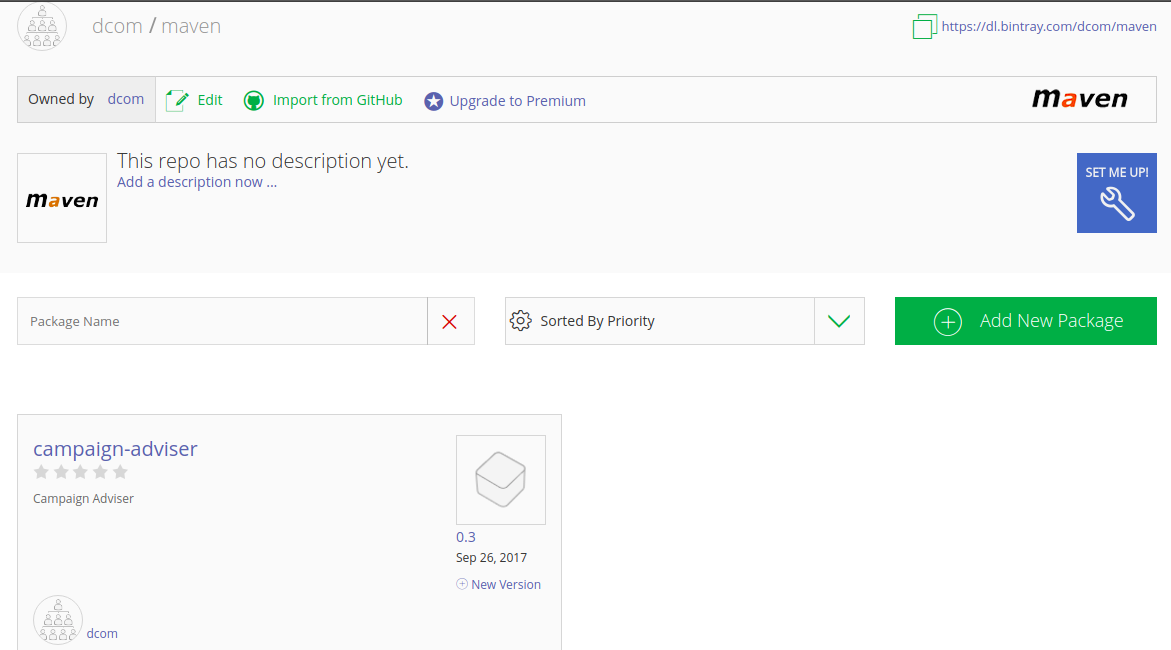 dcom / maven
https://dl.bintray.com/dcom/maven
Owned by dcom Edit Import from GitHub Upgrade to Premium maven
This repo has no description yet.
Add a description now ...
maven
SET ME UP!
Package Name
Sorted By Priority
Add New Package
campaign-adviser
Campaign Adviser
0.3
Sep 26, 2017
New Version
dcom